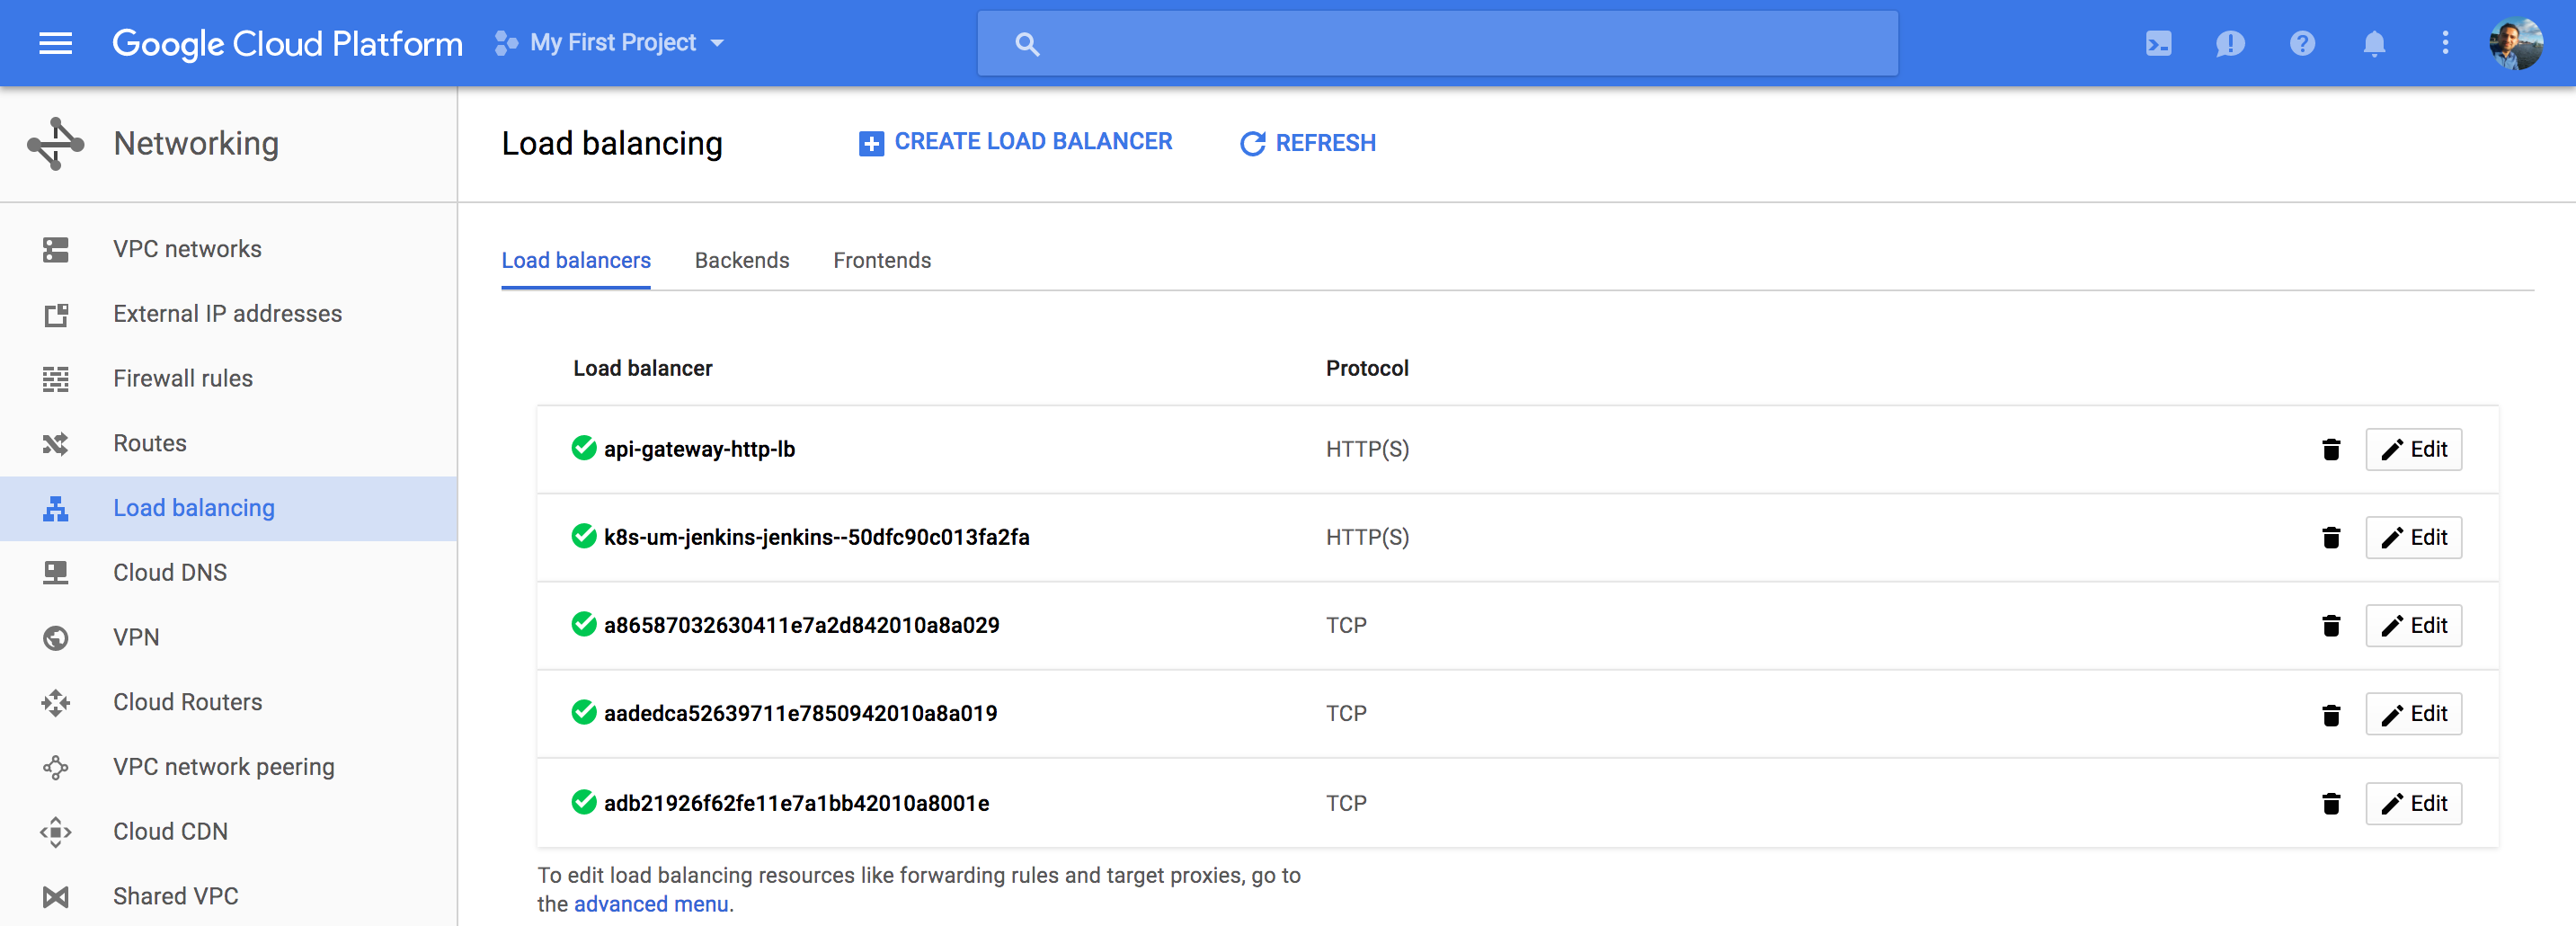 Google Cloud Platform My First Project
Networking
Load balancing CREATE LOAD BALANCER REFRESH
VPC networks
External IP addresses
Firewall rules
Routes
Load balancing
Cloud DNS
VPN
Cloud Routers
VPC network peering
Cloud CDN
Shared VPC
Load balancers Backends Frontends
Load balancer Protocol
api-gateway-http-lb HTTP(S) Edit
k8s-um-jenkins-jenkins--50dfc90c013fa2fa HTTP(S) Edit
a86587032630411e7a2d842010a8a029 TCP Edit
aadedca52639711e7850942010a8a019 TCP Edit
adb21926f62fe11e7a1bb42010a8001e TCP Edit
To edit load balancing resources like forwarding rules and target proxies, go to
the advanced menu.